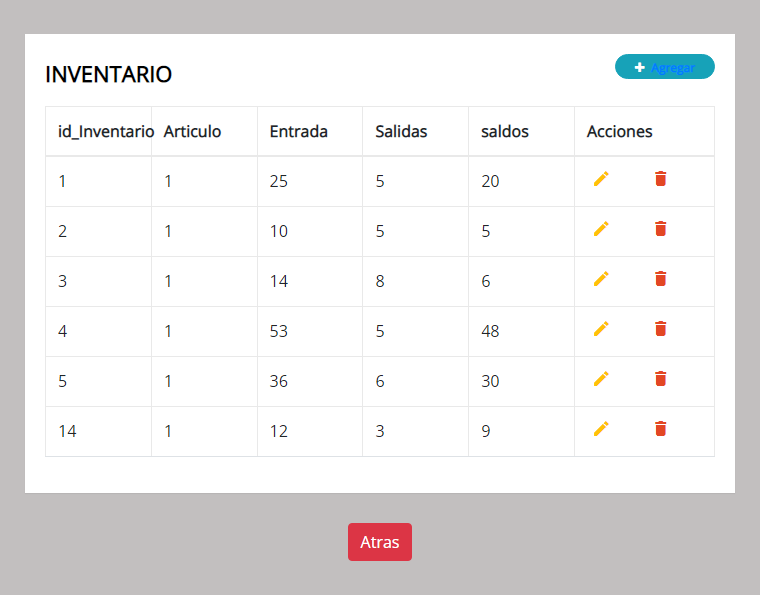 INVENTARIO
Agregar
id_Inventario Articulo Entrada Salidas saldos Acciones
1 1 25 5 20
2 1 10 5 5
3 1 14 8 6
4 1 53 5 48
5 1 36 6 30
14 1 12 3 9
Atras